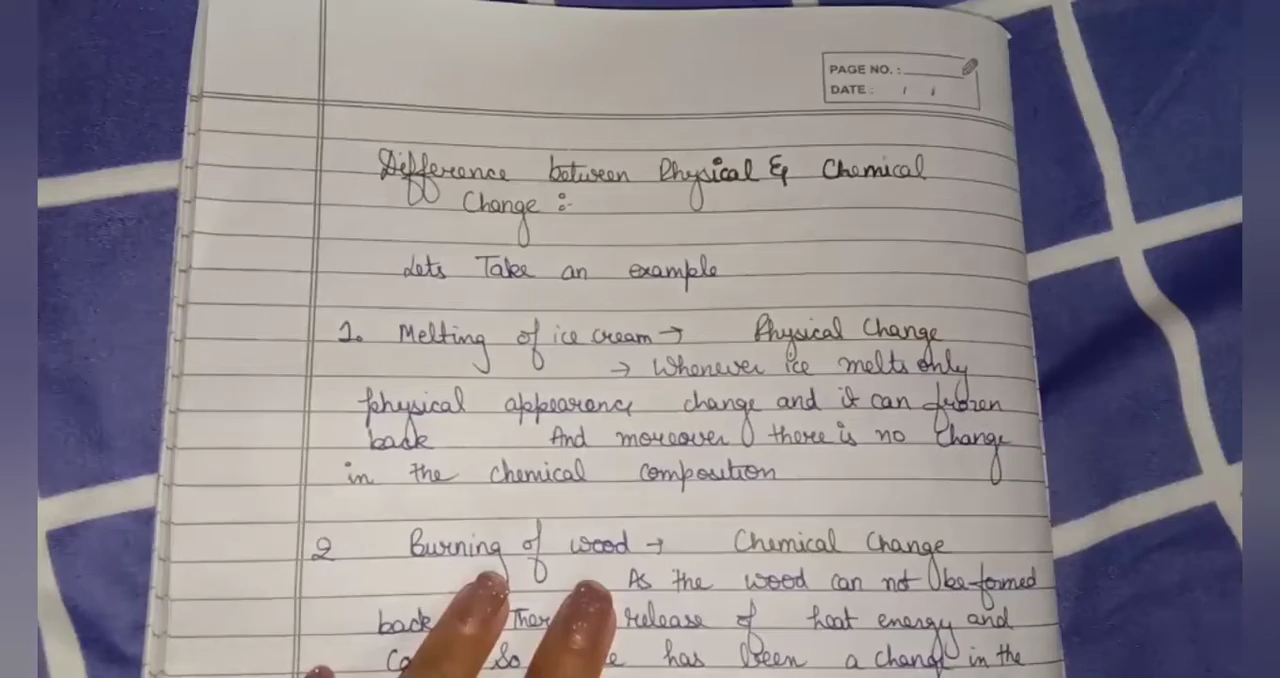 PAGE NO. :
DATE : / /
Difference between Physical & Chemical
Change :-
Lets Take an example
1. Melting of ice cream → Physical Change
→ Whenever ice melts only
physical appearance change and it can frozen
back And moreover there is no change
in the chemical composition
2 Burning of wood → Chemical Change
As the wood can not be formed
back release of heat energy and
So has been a change in the